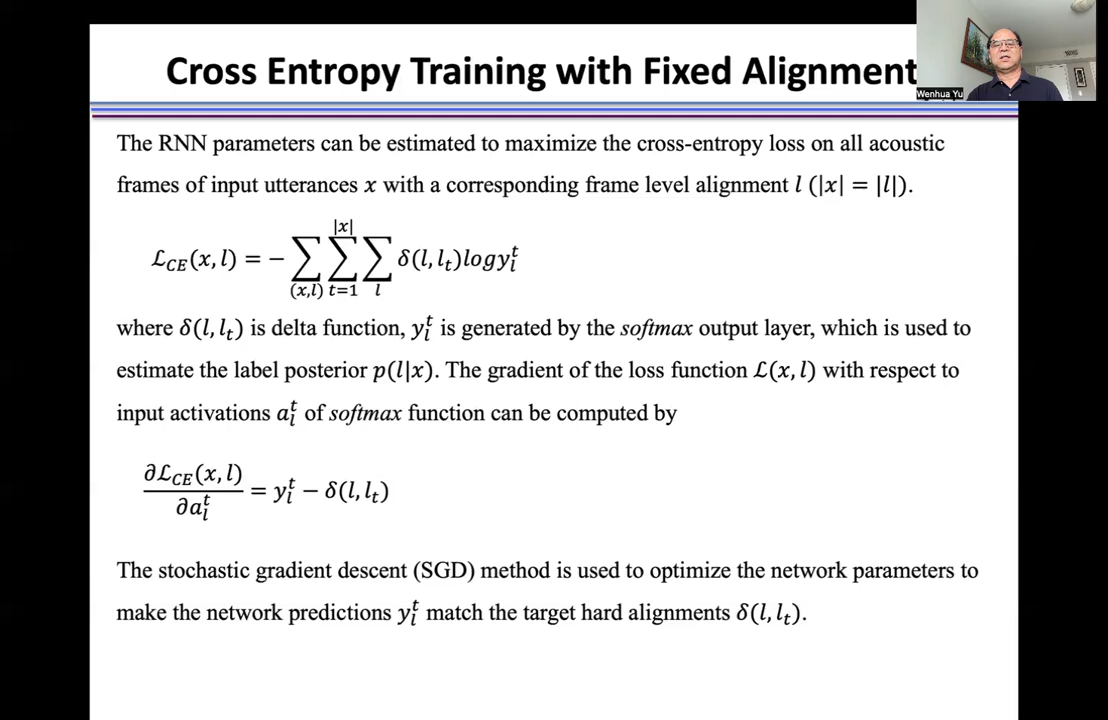 Cross Entropy Training with Fixed Alignment
Wenhua Yu
The RNN parameters can be estimated to maximize the cross-entropy loss on all acoustic
frames of input utterances x with a corresponding frame level alignment l (|x| = |l|).
ℒ_CE(x, l) = − ∑_(x,l) ∑_{t=1}^{|x|} ∑_l δ(l, l_t)logy_l^t
where δ(l, l_t) is delta function, y_l^t is generated by the softmax output layer, which is used to
estimate the label posterior p(l|x). The gradient of the loss function ℒ(x, l) with respect to
input activations a_l^t of softmax function can be computed by
∂ℒ_CE(x, l)/∂a_l^t = y_l^t − δ(l, l_t)
The stochastic gradient descent (SGD) method is used to optimize the network parameters to
make the network predictions y_l^t match the target hard alignments δ(l, l_t).